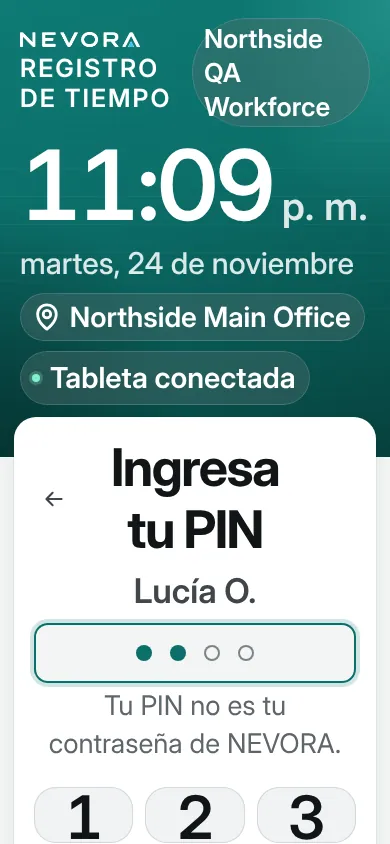 NEVORA
REGISTRO
DE TIEMPO
Northside
QA
Workforce
11:09 p. m.
martes, 24 de noviembre
Northside Main Office
Tableta conectada
Ingresa
tu PIN
Lucía O.
Tu PIN no es tu
contraseña de NEVORA.
1 2 3